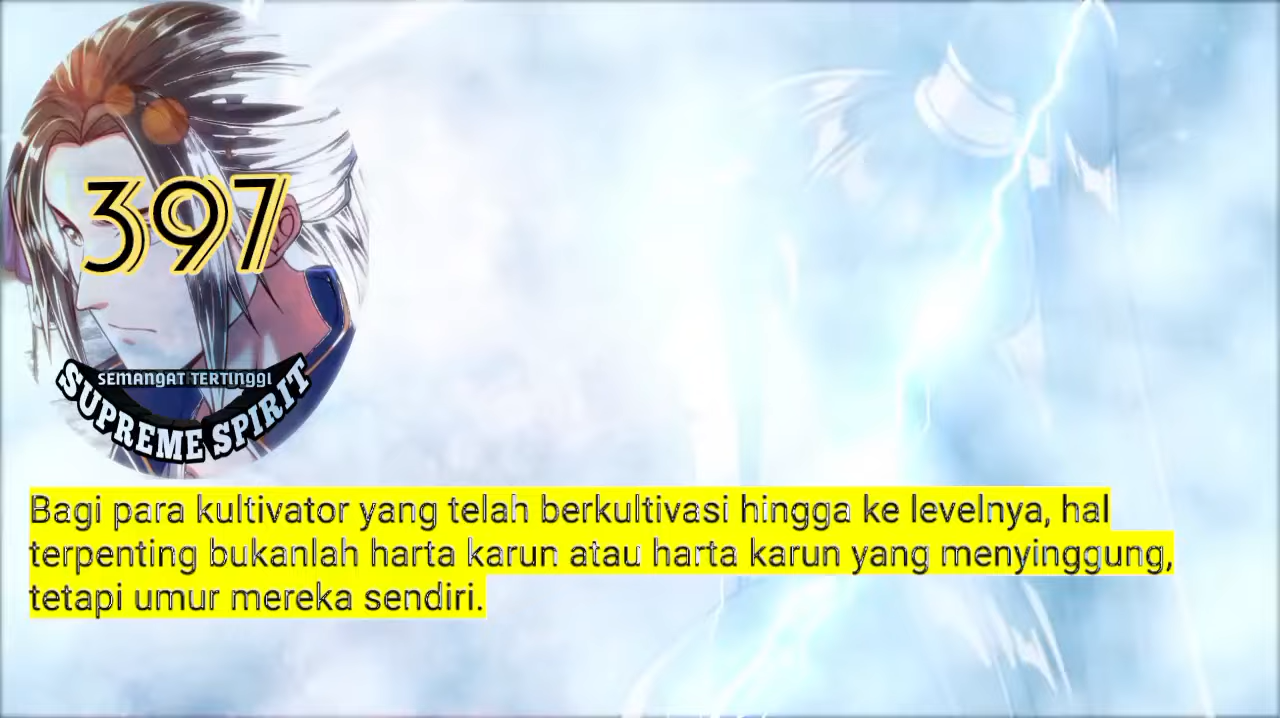 397
SEMANGAT TERTINGGI
SUPREME SPIRIT
Bagi para kultivator yang telah berkultivasi hingga ke levelnya, hal
terpenting bukanlah harta karun atau harta karun yang menyinggung,
tetapi umur mereka sendiri.